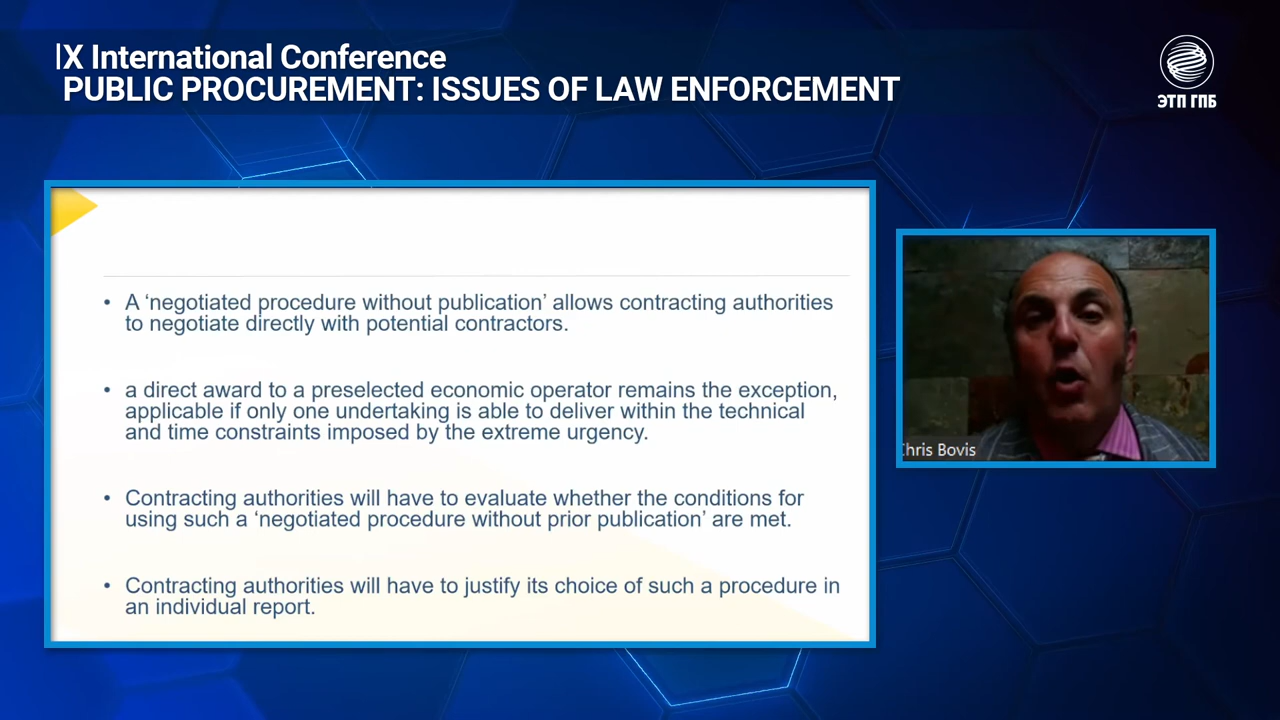 IX International Conference
PUBLIC PROCUREMENT: ISSUES OF LAW ENFORCEMENT
ЭТП ГПБ
• A ‘negotiated procedure without publication’ allows contracting authorities
to negotiate directly with potential contractors.
• a direct award to a preselected economic operator remains the exception,
applicable if only one undertaking is able to deliver within the technical
and time constraints imposed by the extreme urgency.
• Contracting authorities will have to evaluate whether the conditions for
using such a ‘negotiated procedure without prior publication’ are met.
• Contracting authorities will have to justify its choice of such a procedure in
an individual report.
Chris Bovis